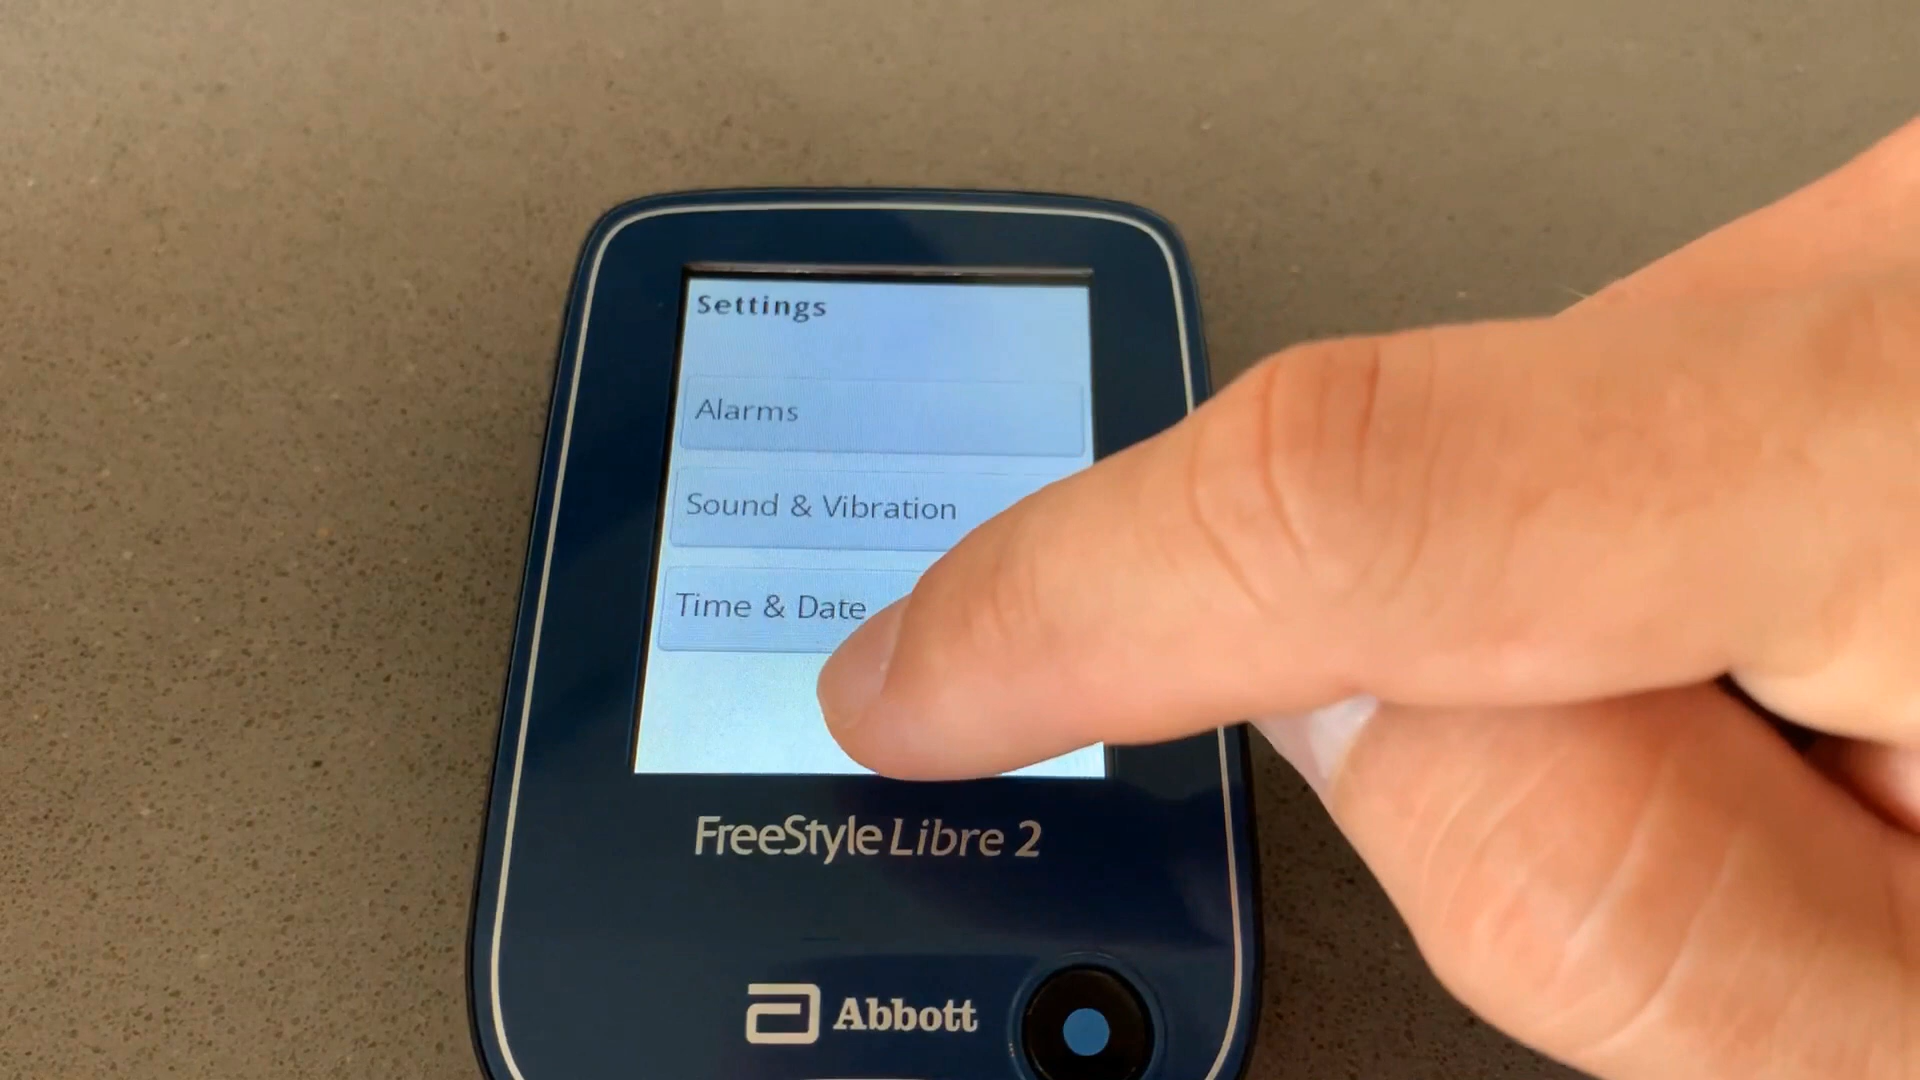 Settings
Alarms
Sound & Vibration
Time & Date
FreeStyle Libre 2
Abbott